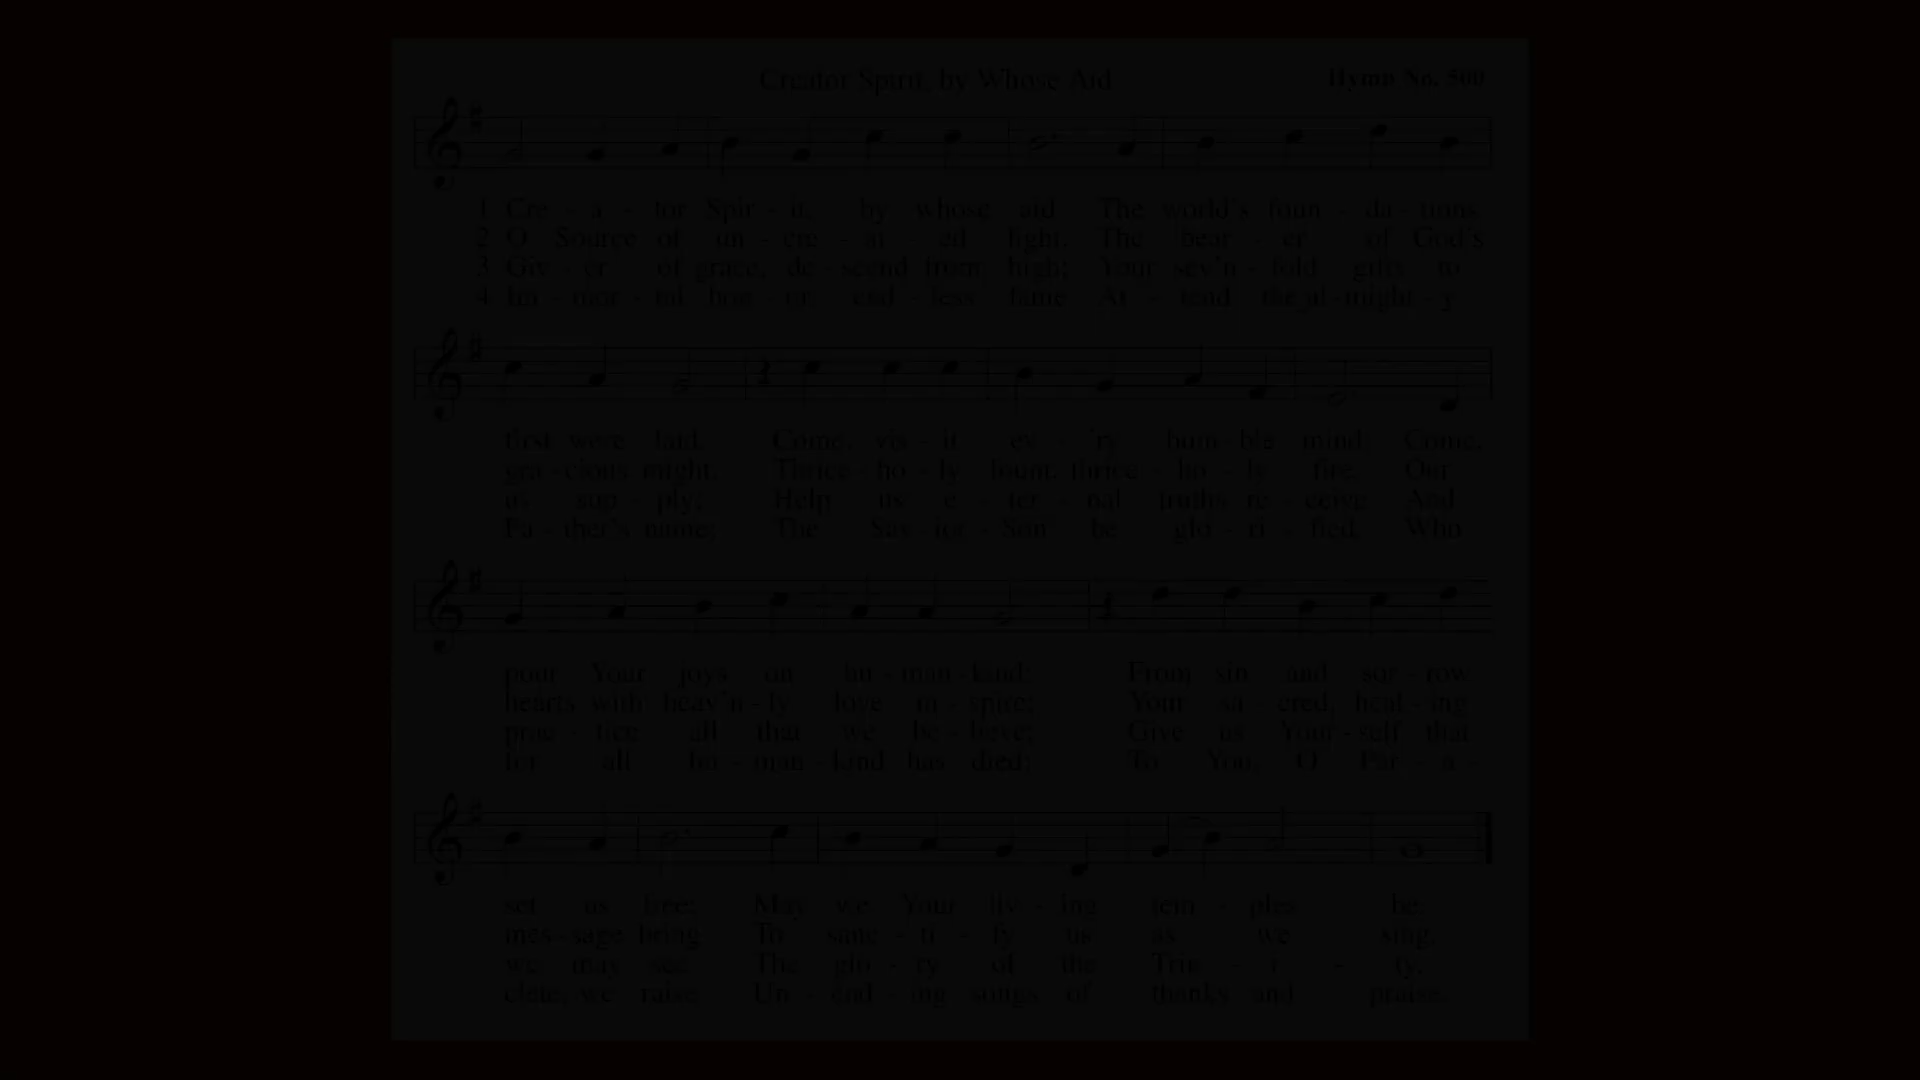 Creator Spirit, by Whose Aid
Hymn No. 500
1 Cre - a - tor Spir - it, by whose aid The world's foun - da - tions
2 O Source of un - cre - at - ed light, The bear - er of God's
3 Giv - er of grace, de - scend from high; Your sev'n - fold gifts to
4 Im - mor - tal hon - or, end - less fame At - tend the al - might - y
first were laid, Come, vis - it ev - 'ry hum - ble mind; Come,
gra - cious might, Thrice - ho - ly fount, thrice - ho - ly fire, Our
us sup - ply; Help us e - ter - nal truths re - ceive And
Fa - ther's name; The Sav - ior - Son be glo - ri - fied, Who
pour Your joys on hu - man - kind; From sin and sor - row
hearts with heav'n - ly love in - spire; Your sa - cred, heal - ing
prac - tice all that we be - lieve; Give us Your - self that
for all hu - man - kind has died; To You, O Par - a -
set us free; May we Your liv - ing tem - ples be.
mes - sage bring To sanc - ti - fy us as we sing.
we may see The glo - ry of the Trin - i - ty.
clete, we raise Un - end - ing songs of thanks and praise.